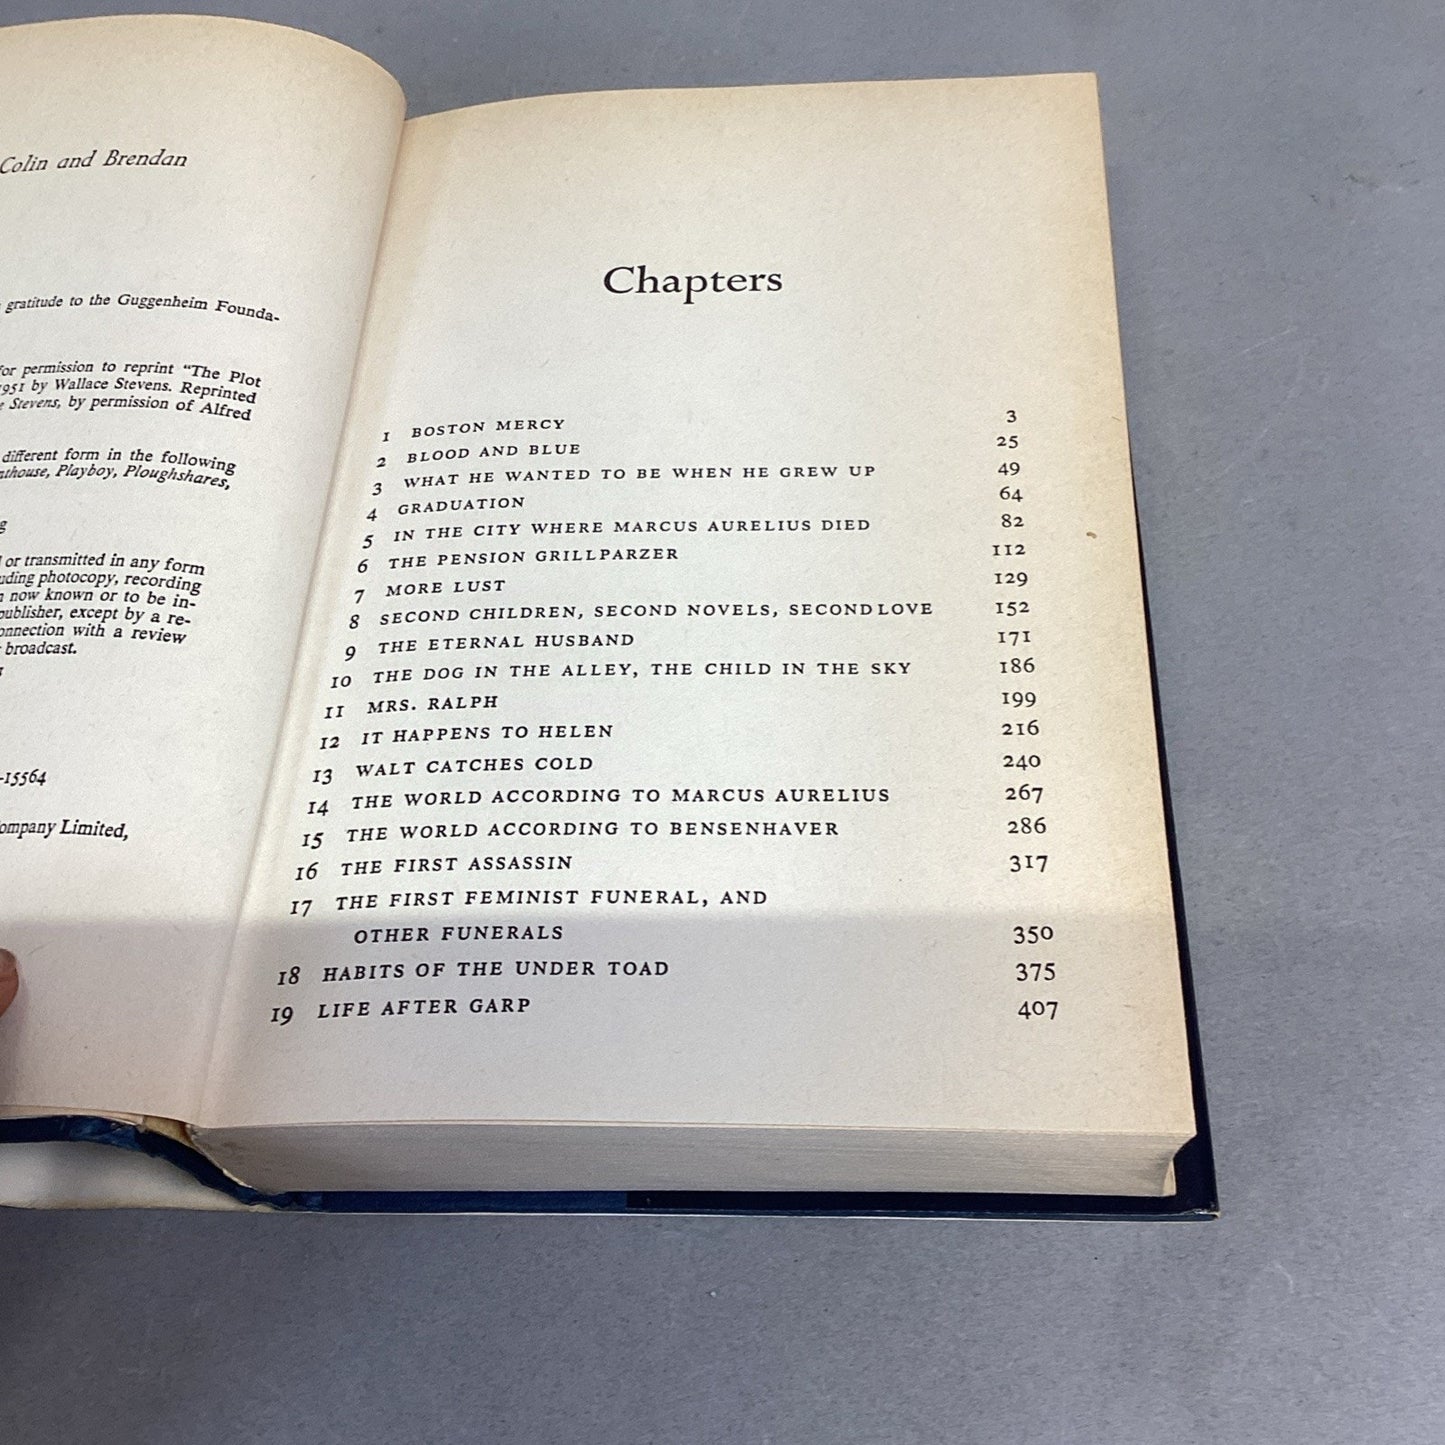 Colin and Brendan
gratitude to the Guggenheim Founda-
for permission to reprint "The Plot
1951 by Wallace Stevens. Reprinted
Stevens, by permission of Alfred
different form in the following
Playboy, Ploughshares,
or transmitted in any form
photocopy, recording
now known or to be in-
publisher, except by a re-
connection with a review
broadcast.
-15564
Company Limited,
Chapters
1 BOSTON MERCY 3
2 BLOOD AND BLUE 25
3 WHAT HE WANTED TO BE WHEN HE GREW UP 49
4 GRADUATION 64
5 IN THE CITY WHERE MARCUS AURELIUS DIED 82
6 THE PENSION GRILLPARZER 112
7 MORE LUST 129
8 SECOND CHILDREN, SECOND NOVELS, SECOND LOVE 152
9 THE ETERNAL HUSBAND 171
10 THE DOG IN THE ALLEY, THE CHILD IN THE SKY 186
11 MRS. RALPH 199
12 IT HAPPENS TO HELEN 216
13 WALT CATCHES COLD 240
14 THE WORLD ACCORDING TO MARCUS AURELIUS 267
15 THE WORLD ACCORDING TO BENSENHAVER 286
16 THE FIRST ASSASSIN 317
17 THE FIRST FEMINIST FUNERAL, AND
OTHER FUNERALS 350
18 HABITS OF THE UNDER TOAD 375
19 LIFE AFTER GARP 407